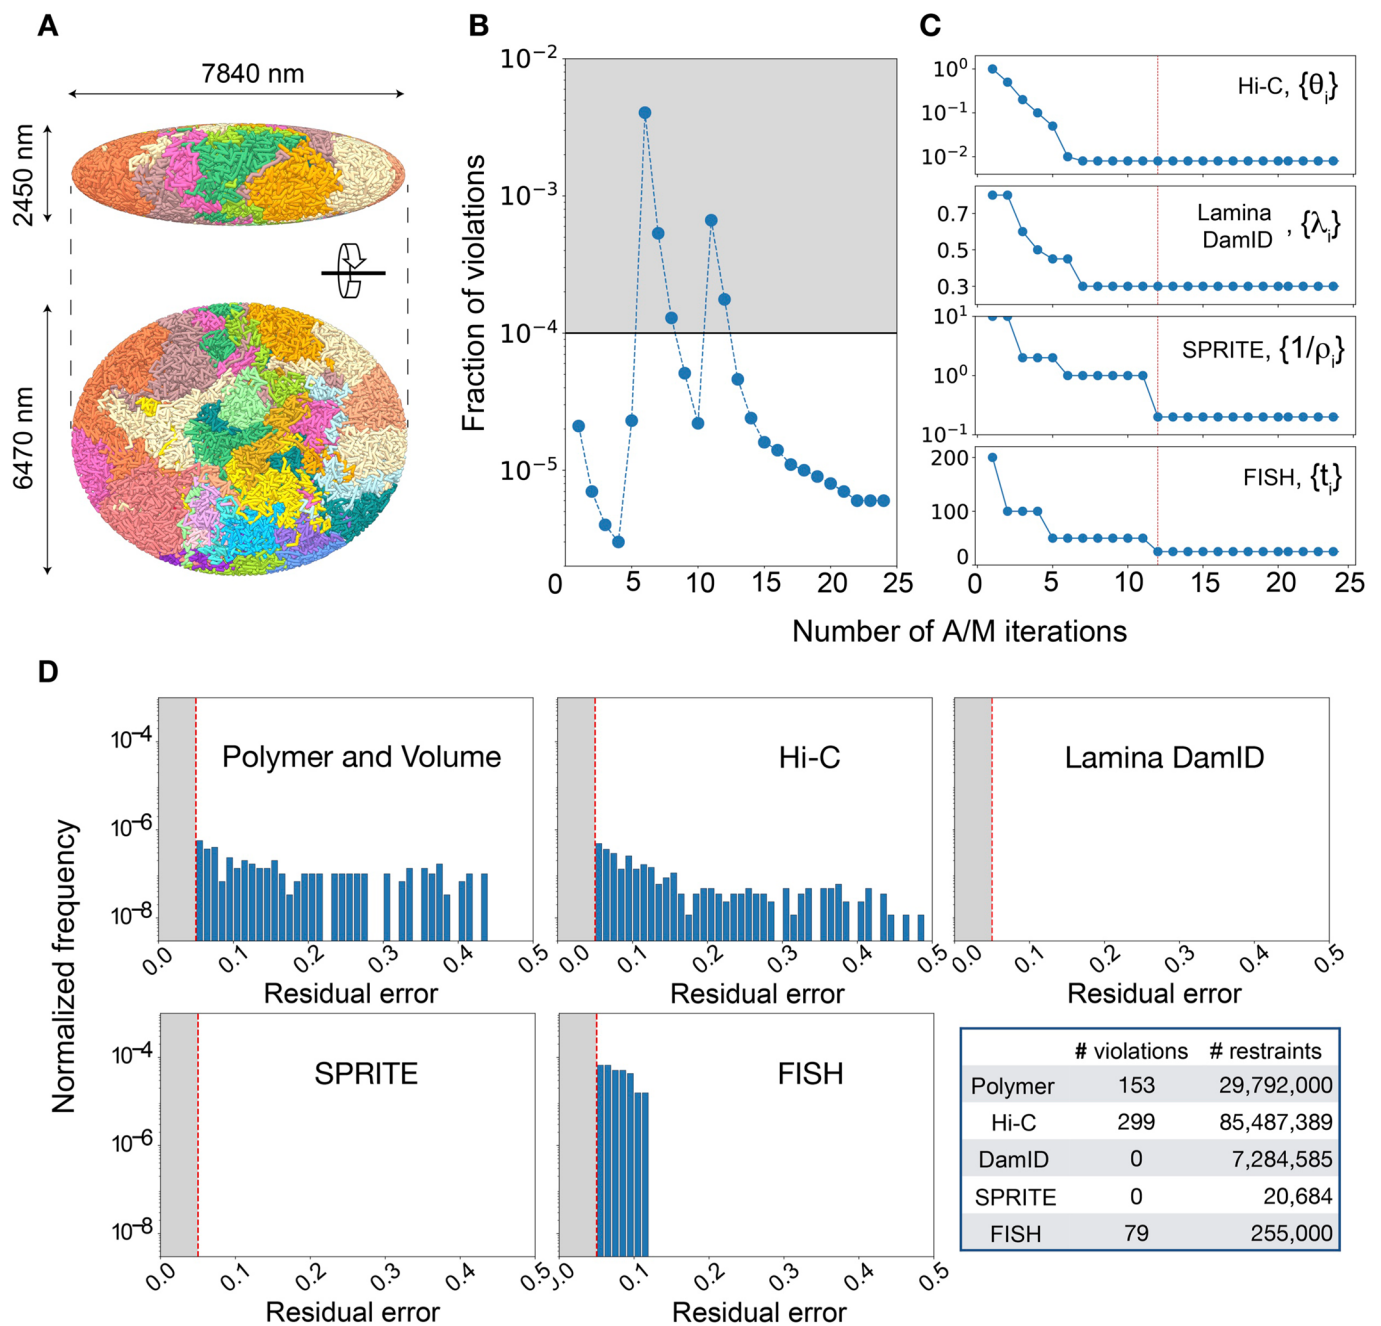 A
7840 nm
2450 nm
6470 nm
B
10⁻²
10⁻³
10⁻⁴
10⁻⁵
Fraction of violations
0 5 10 15 20 25
C
10⁰
10⁻¹
10⁻²
Hi-C, {θᵢ}
0.7
0.5
0.3
Lamina
DamID , {λᵢ}
10¹
10⁰
10⁻¹
SPRITE, {1/ρᵢ}
200
100
0
FISH, {tᵢ}
0 5 10 15 20 25
Number of A/M iterations
D
Normalized frequency
10⁻⁴
10⁻⁶
10⁻⁸
Polymer and Volume
0.0 0.1 0.2 0.3 0.4 0.5
Residual error
Hi-C
0.0 0.1 0.2 0.3 0.4 0.5
Residual error
Lamina DamID
0.0 0.1 0.2 0.3 0.4 0.5
Residual error
10⁻⁴
10⁻⁶
10⁻⁸
SPRITE
0.0 0.1 0.2 0.3 0.4 0.5
Residual error
FISH
0.0 0.1 0.2 0.3 0.4 0.5
Residual error
# violations # restraints
Polymer 153 29,792,000
Hi-C 299 85,487,389
DamID 0 7,284,585
SPRITE 0 20,684
FISH 79 255,000